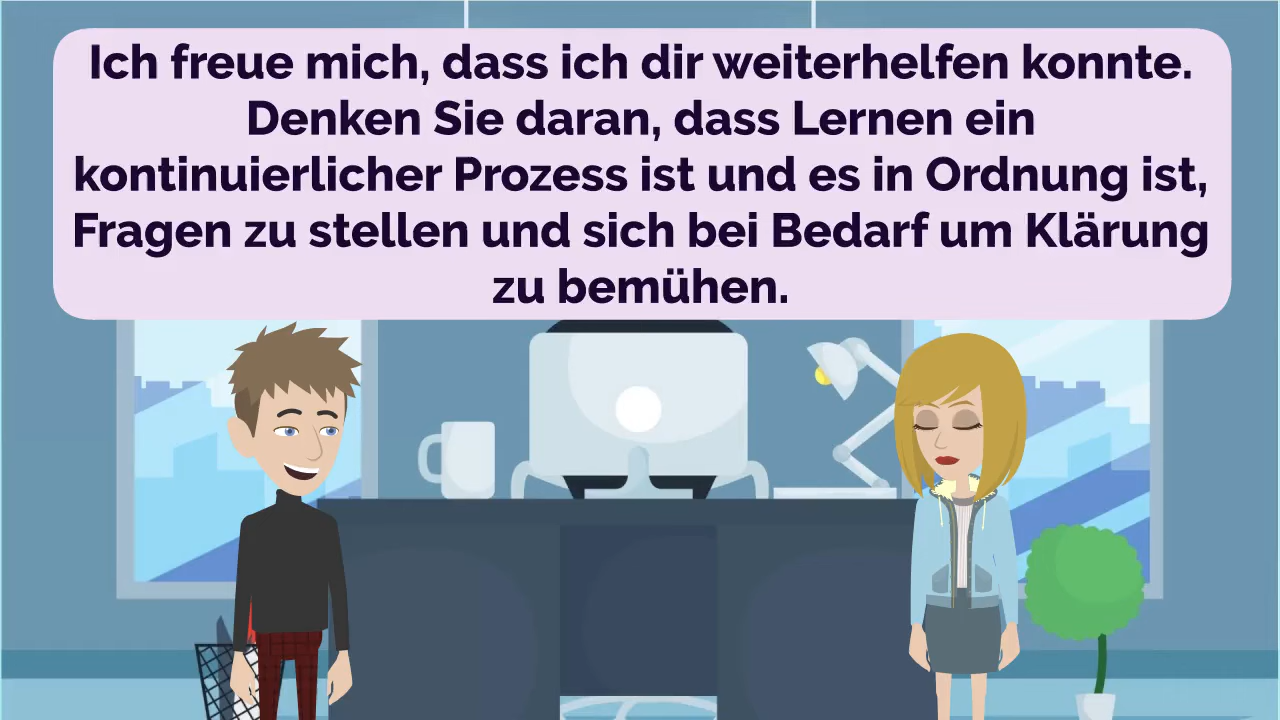 Ich freue mich, dass ich dir weiterhelfen konnte.
Denken Sie daran, dass Lernen ein
kontinuierlicher Prozess ist und es in Ordnung ist,
Fragen zu stellen und sich bei Bedarf um Klärung
zu bemühen.